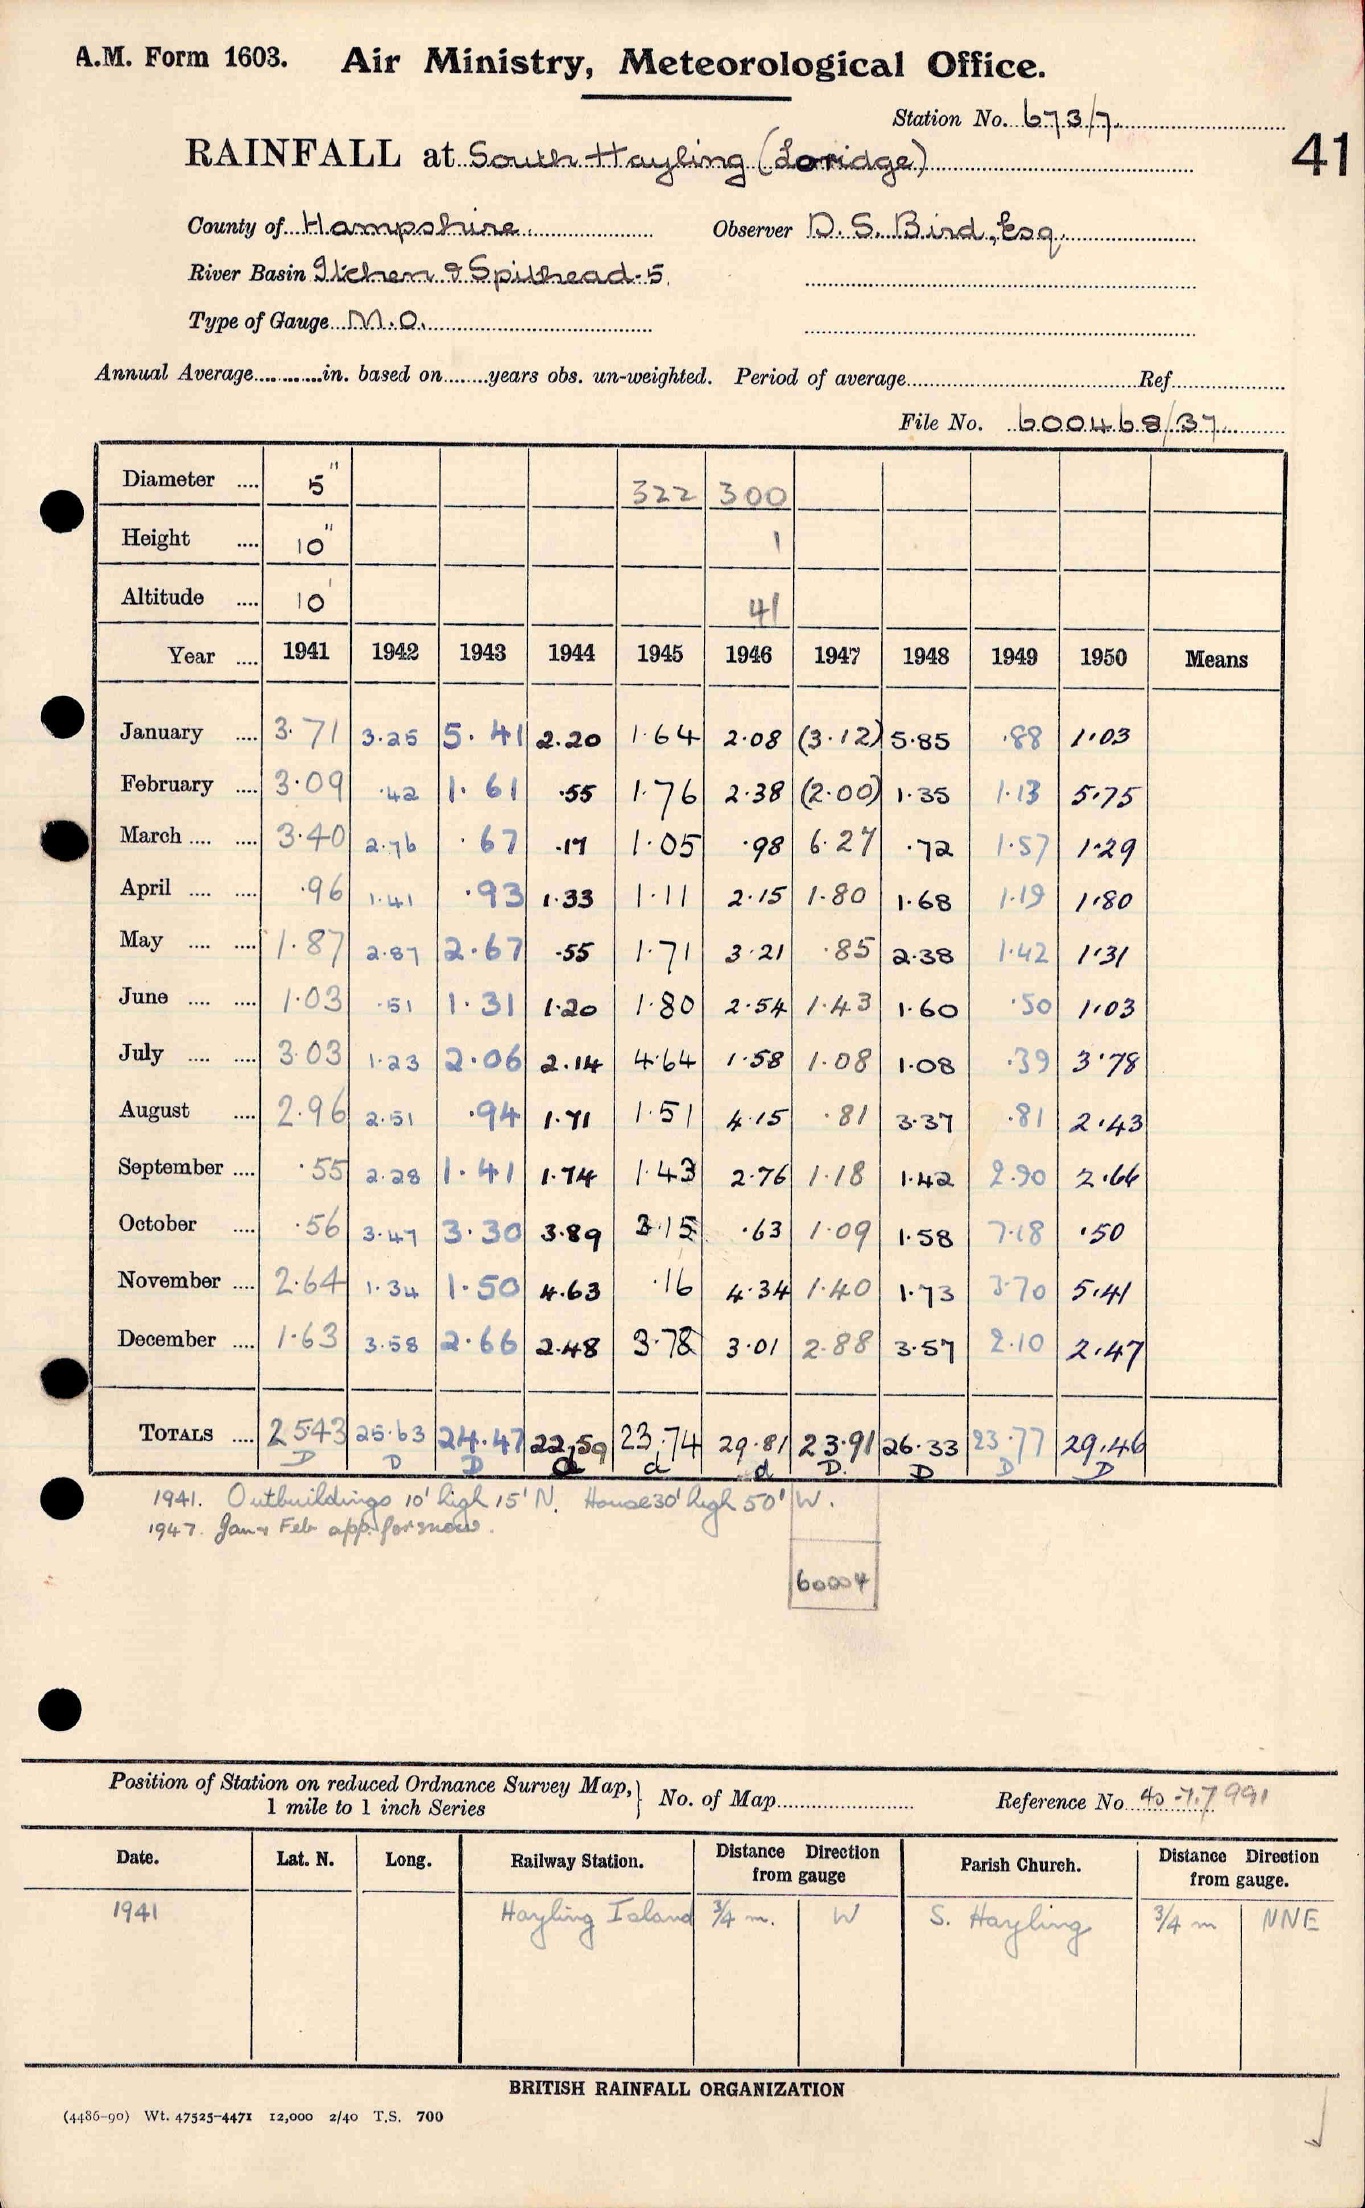 A.M. Form 1603. Air Ministry, Meteorological Office.
Station No. 673/7.
41
RAINFALL at South Hayling (Loridge)
County of Hampshire. Observer D. S. Bird, Esq.
River Basin Itchen & Spithead.5.
Type of Gauge M.O.
Annual Average............in. based on........years obs. un-weighted. Period of average........Ref........
File No. 600468/37
Diameter .... 5" 322 300
Height .... 10" 1
Altitude .... 10' 41
Year .... 1941 1942 1943 1944 1945 1946 1947 1948 1949 1950 Means
January .... 3.71 3.25 5.41 2.20 1.64 2.08 (3.12) 5.85 .88 1.03
February .... 3.09 .42 1.61 .55 1.76 2.38 (2.00) 1.35 1.13 5.75
March .... .... 3.40 2.76 .67 .17 1.05 .98 6.27 .72 1.57 1.29
April .... .... .96 1.41 .93 1.33 1.11 2.15 1.80 1.68 1.19 1.80
May .... .... 1.87 2.87 2.67 .55 1.71 3.21 .85 2.38 1.42 1.31
June .... .... 1.03 .51 1.31 1.20 1.80 2.54 1.43 1.60 .50 1.03
July .... .... 3.03 1.23 2.06 2.14 4.64 1.58 1.08 1.08 .39 3.78
August .... 2.96 2.51 .94 1.71 1.51 4.15 .81 3.37 .81 2.43
September .... .55 2.28 1.41 1.74 1.43 2.76 1.18 1.42 2.90 2.66
October .... .56 3.47 3.30 3.89 3.15 .63 1.09 1.58 7.18 .50
November .... 2.64 1.34 1.50 4.63 .16 4.34 1.40 1.73 3.70 5.41
December .... 1.63 3.58 2.66 2.48 3.78 3.01 2.88 3.57 2.10 2.47
TOTALS .... 25.43 25.63 24.47 22.59 23.74 29.81 23.91 26.33 23.77 29.46
D D D d d d D. D D D
1941. Outbuildings 10' high 15' N. House 30' high 50' W.
1947. Jan & Feb app. for snow.
60004
Position of Station on reduced Ordnance Survey Map, 1 mile to 1 inch Series } No. of Map........ Reference No 40-7.7 991
Date. Lat. N. Long. Railway Station. Distance Direction from gauge Parish Church. Distance Direction from gauge.
1941 Hayling Island 3/4 m. W S. Hayling 3/4 m NNE
BRITISH RAINFALL ORGANIZATION
(4486-90) Wt. 47525-4471 12,000 2/40 T.S. 700